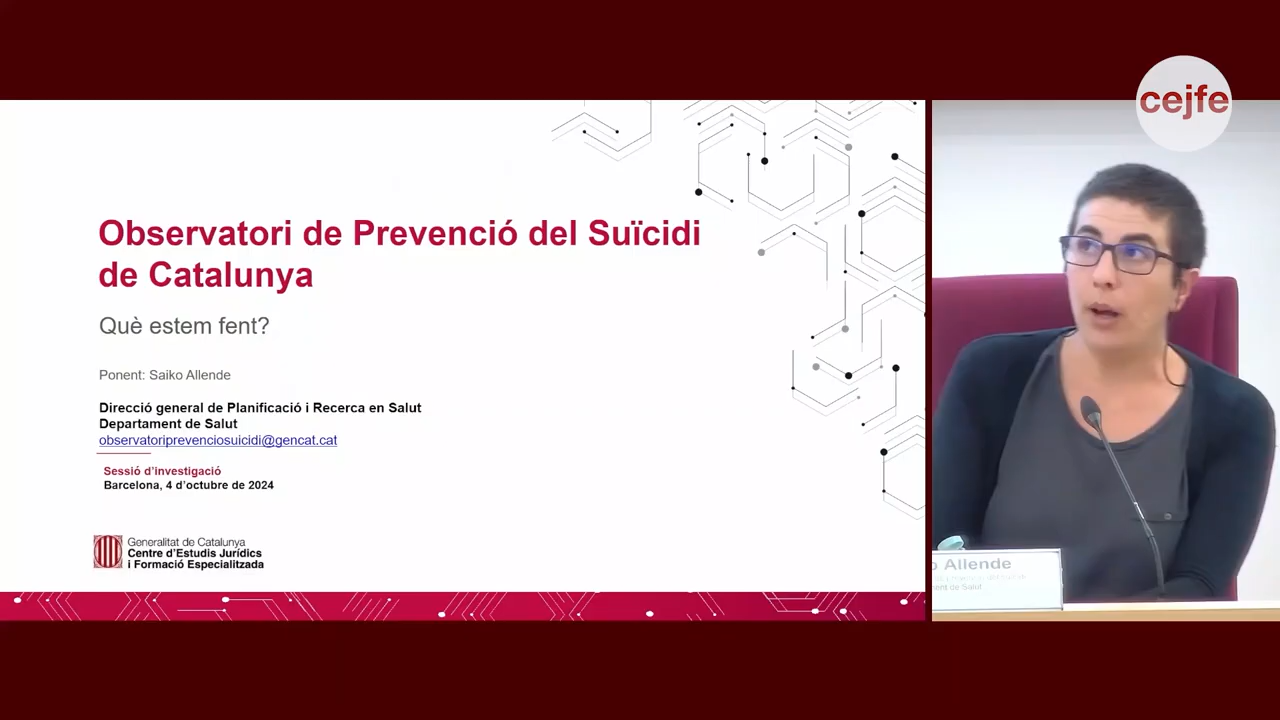 cejfe
Observatori de Prevenció del Suïcidi
de Catalunya
Què estem fent?
Ponent: Saiko Allende
Direcció general de Planificació i Recerca en Salut
Departament de Salut
observatoriprevenciosuicidi@gencat.cat
Sessió d'investigació
Barcelona, 4 d'octubre de 2024
Generalitat de Catalunya
Centre d'Estudis Jurídics
i Formació Especialitzada
o Allende
de Salut